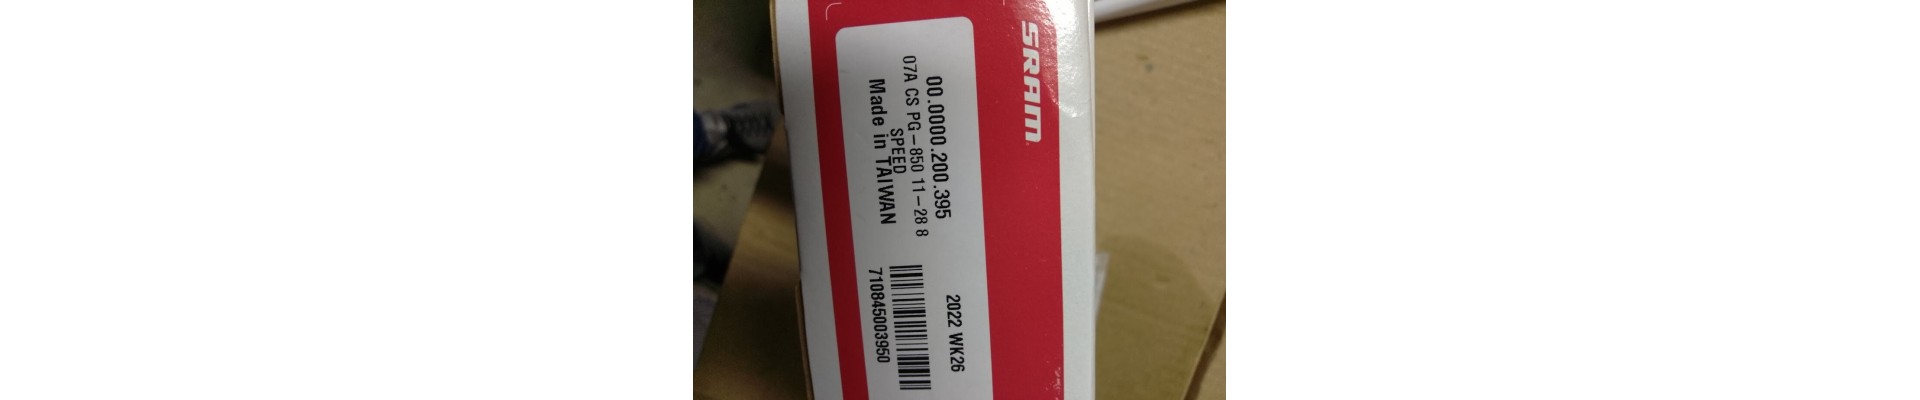 SRAM
00.0000.200.395
07A CS PG-850 11-28 8
SPEED
Made in TAIWAN
2022 WK26
710845003950